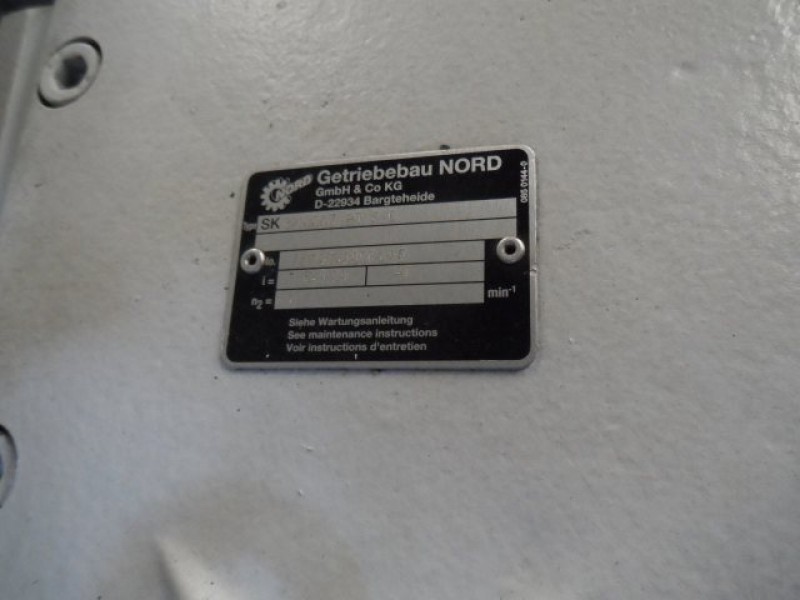 NORD
Getriebebau NORD
GmbH & Co KG
D-22934 Bargteheide
Type SK
No.
i =
n2 = min-1
Siehe Wartungsanleitung
See maintenance instructions
Voir instructions d'entretien
085 0144-0